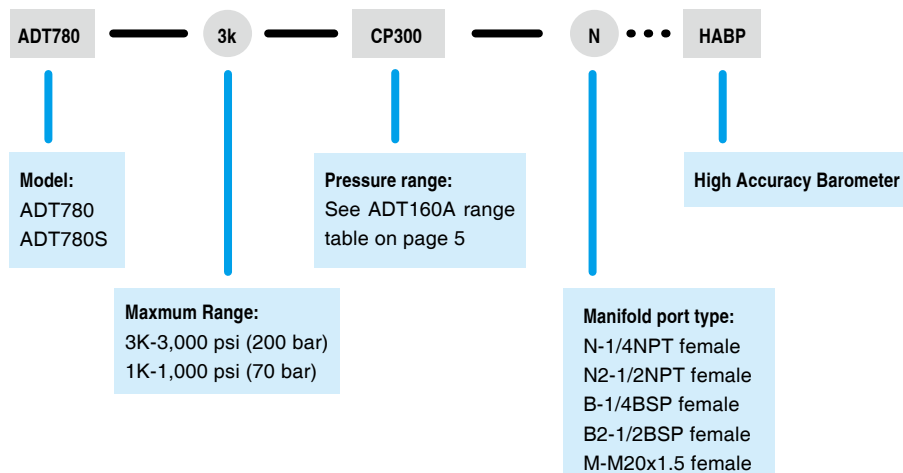 ADT780 3k CP300 N HABP
Model:
ADT780
ADT780S
Pressure range:
See ADT160A range
table on page 5
High Accuracy Barometer
Maxmum Range:
3K-3,000 psi (200 bar)
1K-1,000 psi (70 bar)
Manifold port type:
N-1/4NPT female
N2-1/2NPT female
B-1/4BSP female
B2-1/2BSP female
M-M20x1.5 female